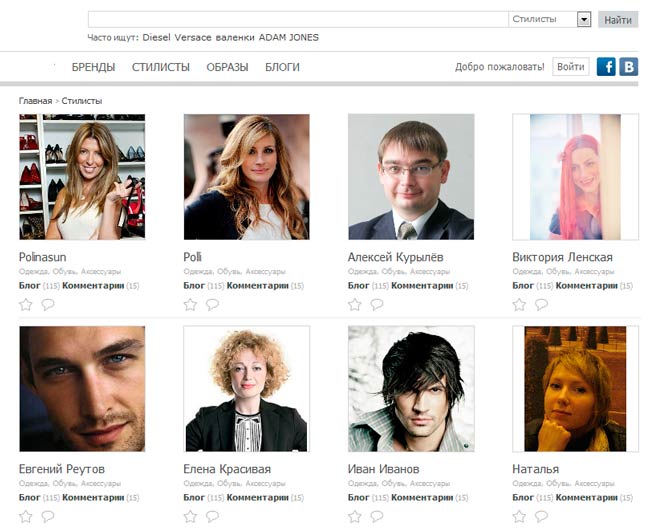 Стилисты Найти
Часто ищут: Diesel Versace валенки ADAM JONES
БРЕНДЫ СТИЛИСТЫ ОБРАЗЫ БЛОГИ Добро пожаловать! Войти f B
Главная > Стилисты
Polinasun Polli Алексей Курылёв Виктория Ленская
Одежда, Обувь, Аксессуары Одежда, Обувь, Аксессуары Одежда, Обувь, Аксессуары Одежда, Обувь, Аксессуары
Блог (115) Комментарии (15) Блог (115) Комментарии (15) Блог (115) Комментарии (15) Блог (115) Комментарии (15)
Евгений Реутов Елена Красивая Иван Иванов Наталья
Одежда, Обувь, Аксессуары Одежда, Обувь, Аксессуары Одежда, Обувь, Аксессуары Одежда, Обувь, Аксессуары
Блог (115) Комментарии (15) Блог (115) Комментарии (15) Блог (115) Комментарии (15) Блог (115) Комментарии (15)